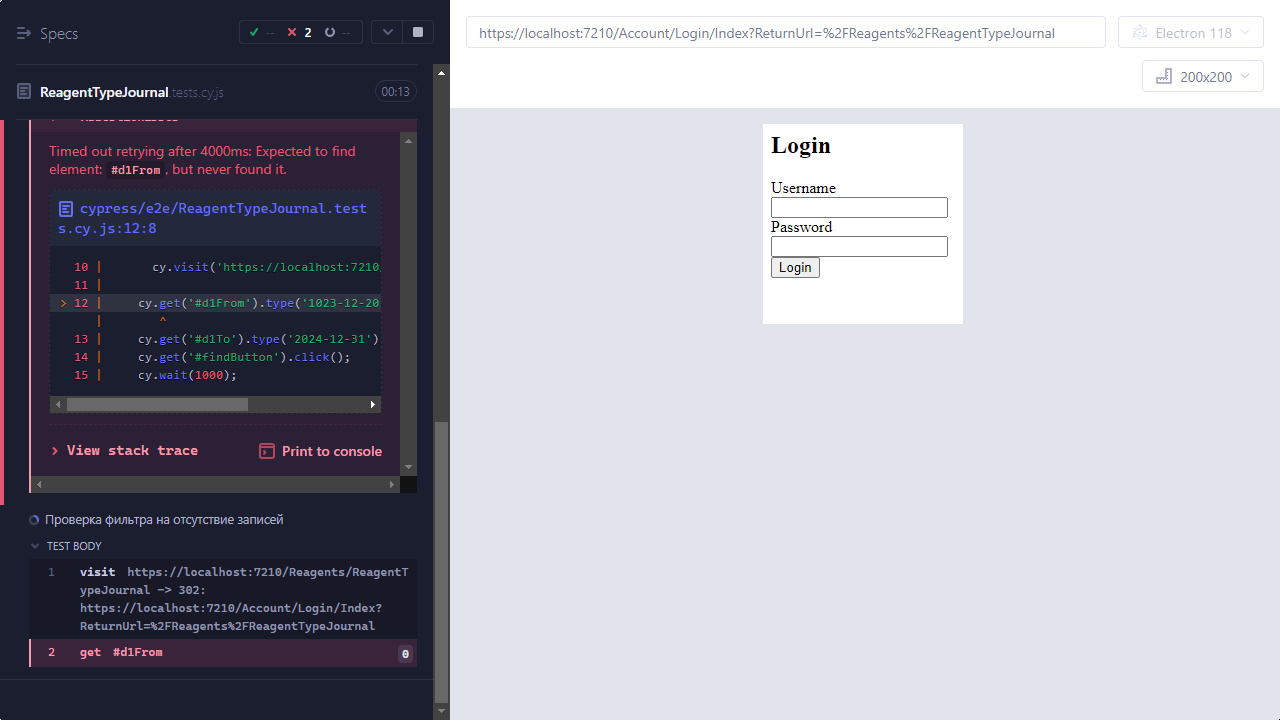 Specs
-- 2 --
ReagentTypeJournal.tests.cy.js
00:13
Timed out retrying after 4000ms: Expected to find
element: #d1From, but never found it.
cypress/e2e/ReagentTypeJournal.test
s.cy.js:12:8
10 | cy.visit('https://localhost:7210/
11 |
> 12 | cy.get('#d1From').type('1023-12-20
| ^
13 | cy.get('#d1To').type('2024-12-31')
14 | cy.get('#findButton').click();
15 | cy.wait(1000);
> View stack trace
Print to console
Проверка фильтра на отсутствие записей
TEST BODY
1 visit https://localhost:7210/Reagents/ReagentT
ypeJournal -> 302:
https://localhost:7210/Account/Login/Index?
ReturnUrl=%2FReagents%2FReagentTypeJournal
2 get #d1From 0
https://localhost:7210/Account/Login/Index?ReturnUrl=%2FReagents%2FReagentTypeJournal
Electron 118
200x200
Login
Username
Password
Login